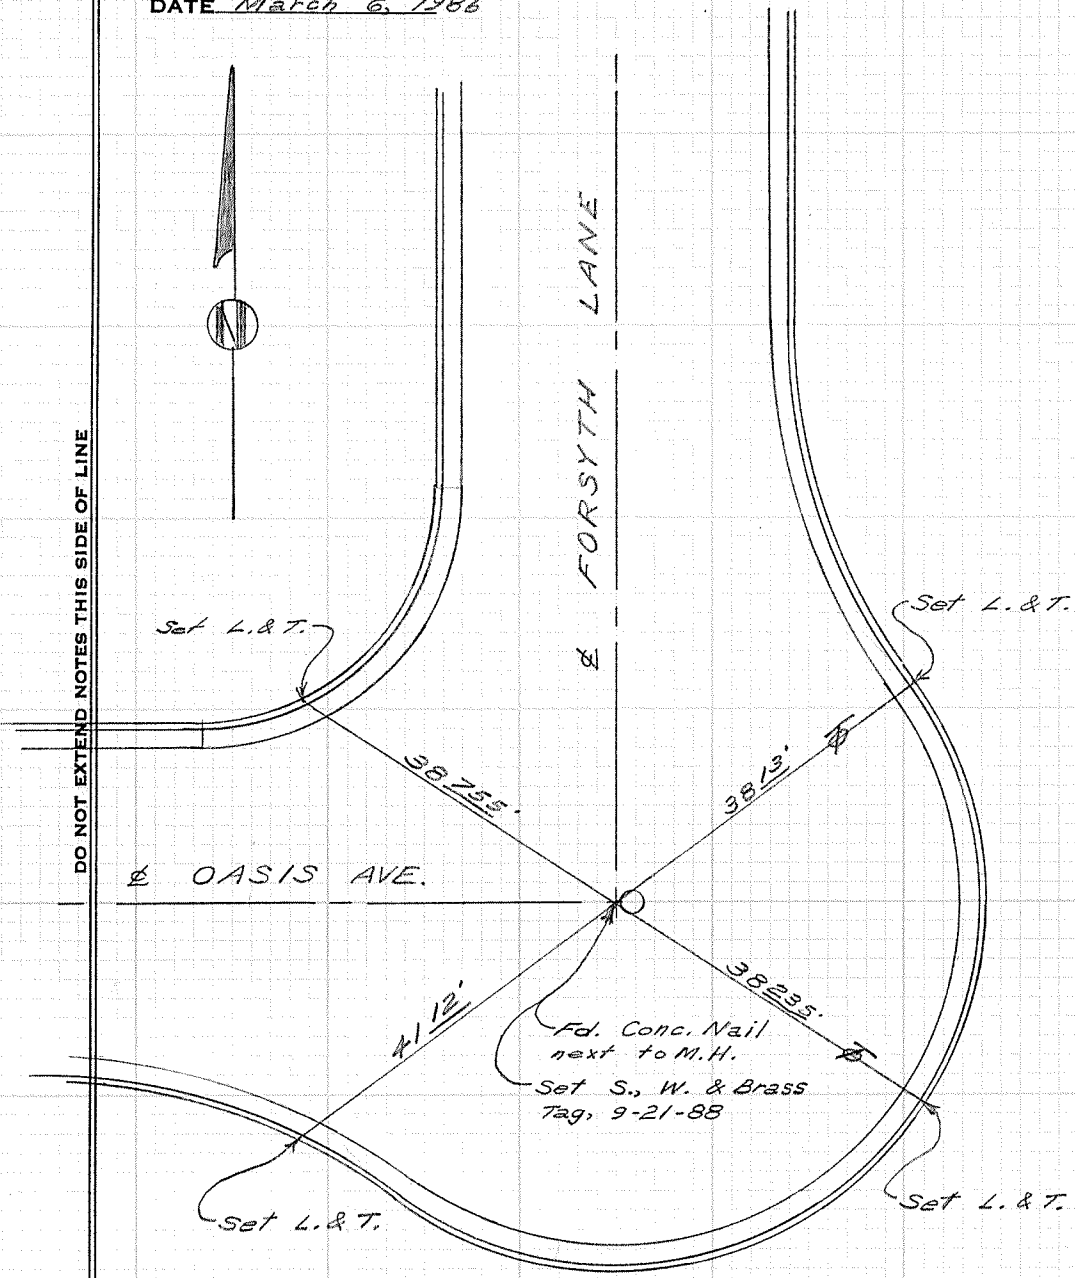 DATE March 6, 1986
DO NOT EXTEND NOTES THIS SIDE OF LINE
℄ FORSYTH LANE
Set L. & T.
Set L. & T.
38 755'
38 13'
℄ OASIS AVE.
41 12'
38 235'
Fd. Conc. Nail
next to M.H.
Set S., W. & Brass
Tag, 9-21-88
Set L. & T.
Set L. & T.